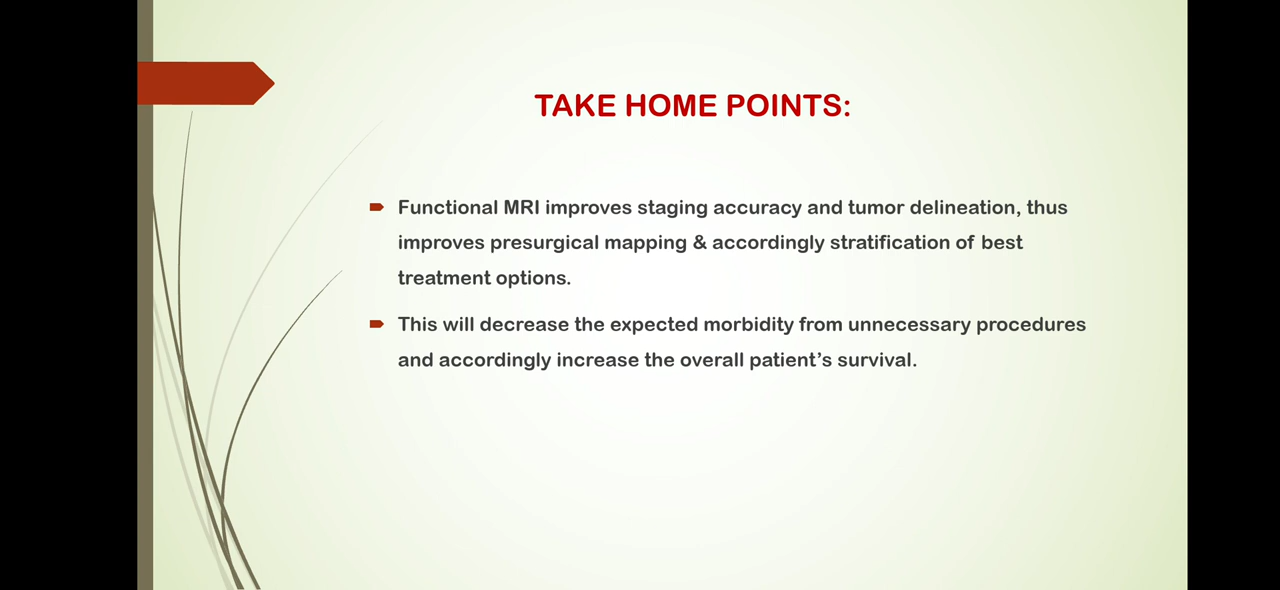 TAKE HOME POINTS:
Functional MRI improves staging accuracy and tumor delineation, thus
improves presurgical mapping & accordingly stratification of best
treatment options.
This will decrease the expected morbidity from unnecessary procedures
and accordingly increase the overall patient’s survival.